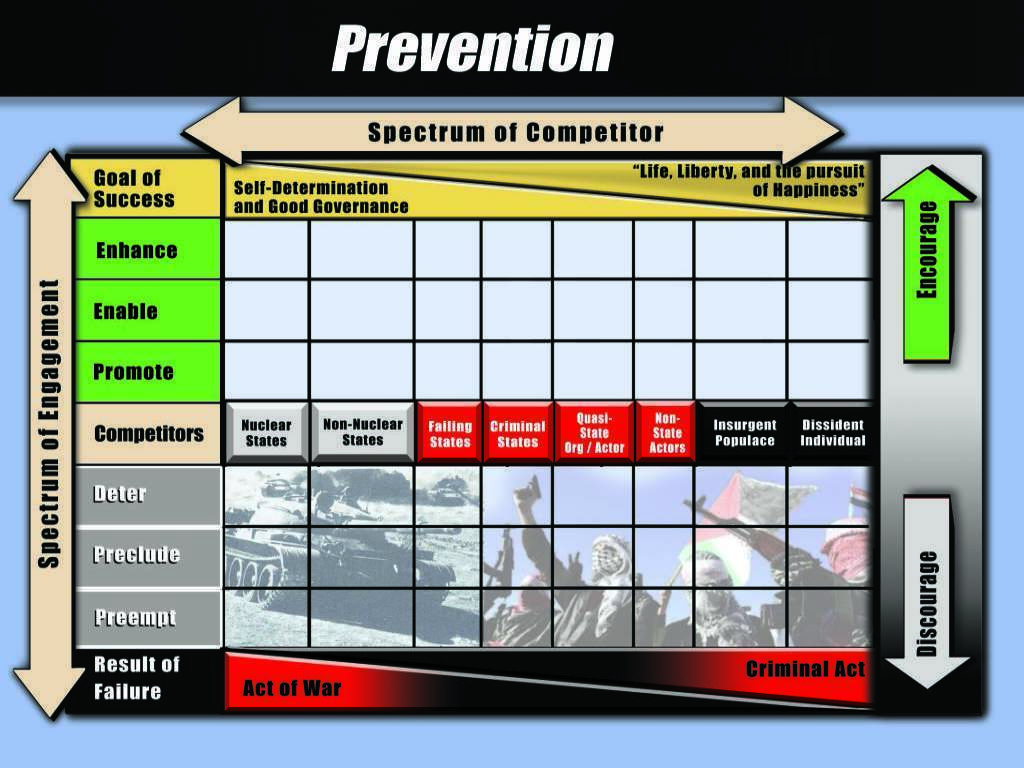 Prevention
Spectrum of Competitor
Spectrum of Engagement
Goal of
Success
Self-Determination
and Good Governance
“Life, Liberty, and the pursuit
of Happiness”
Enhance
Enable
Promote
Encourage
Competitors
Nuclear
States
Non-Nuclear
States
Failing
States
Criminal
States
Quasi-
State
Org / Actor
Non-
State
Actors
Insurgent
Populace
Dissident
Individual
Deter
Preclude
Preempt
Discourage
Result of
Failure
Act of War
Criminal Act